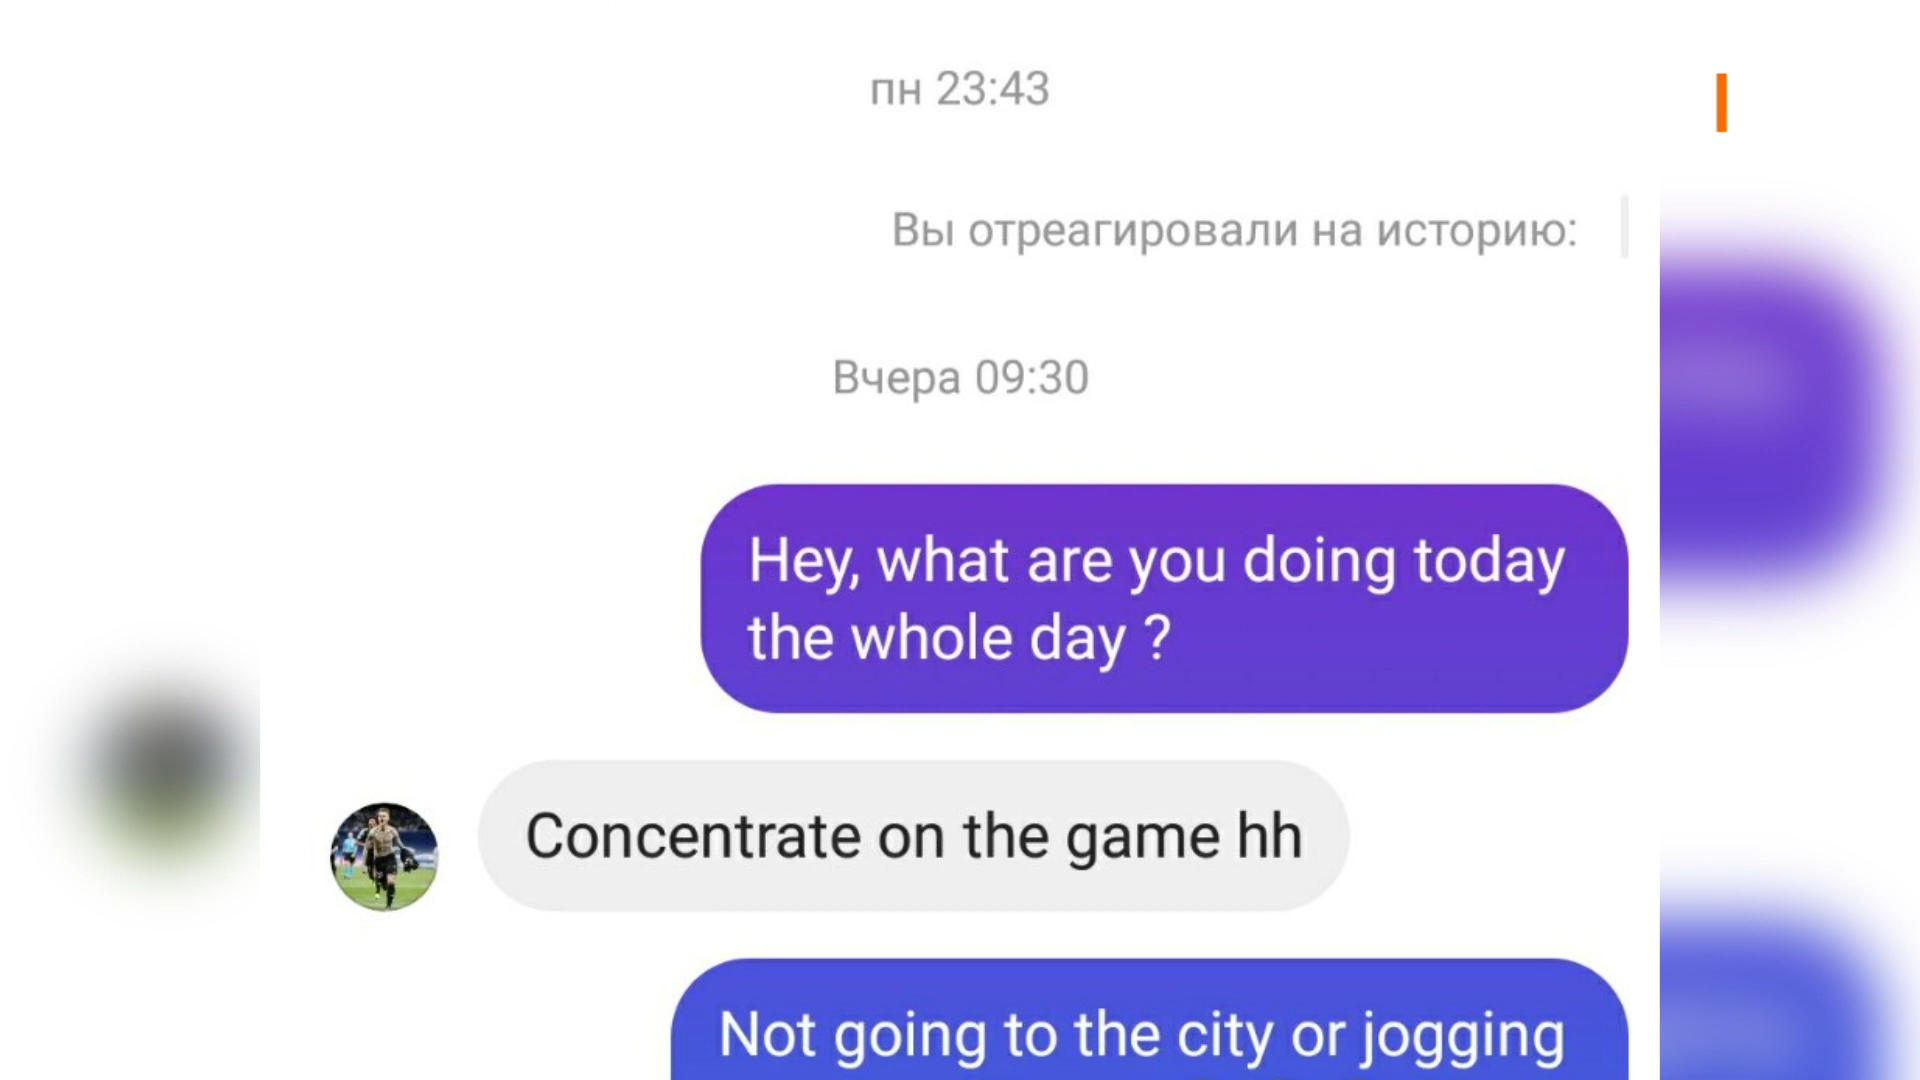 пн 23:43
Вы отреагировали на историю:
Вчера 09:30
Hey, what are you doing today
the whole day ?
Concentrate on the game hh
Not going to the city or jogging